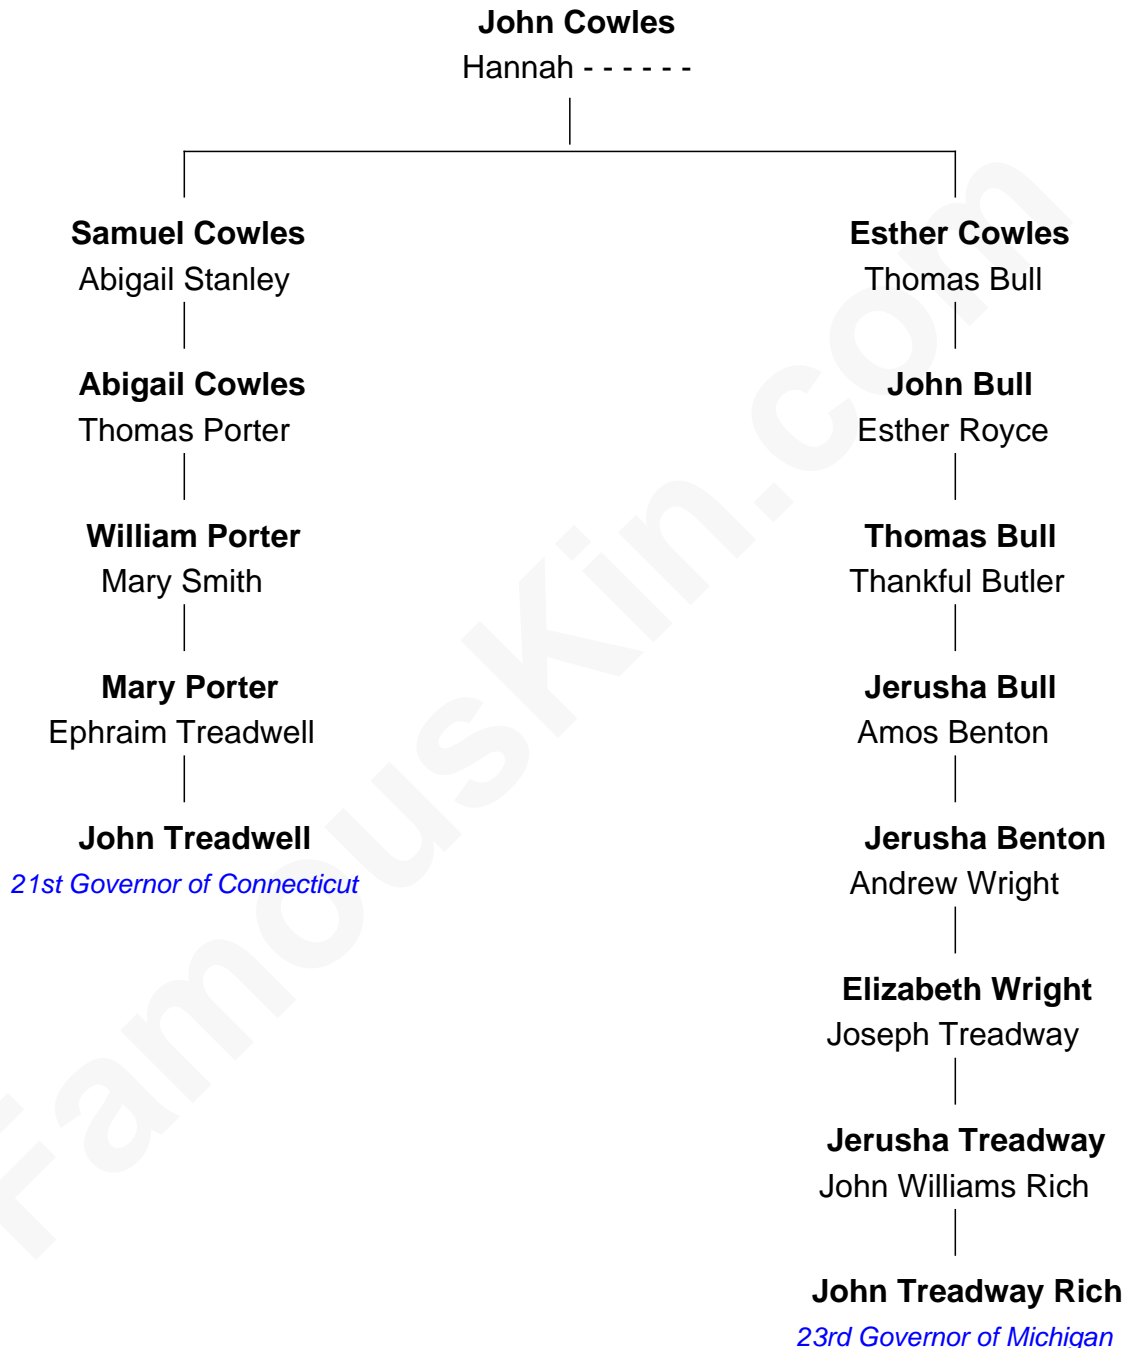 John Cowles
Hannah - - - - - -
Samuel Cowles
Abigail Stanley
Esther Cowles
Thomas Bull
Abigail Cowles
Thomas Porter
John Bull
Esther Royce
William Porter
Mary Smith
Thomas Bull
Thankful Butler
Mary Porter
Ephraim Treadwell
Jerusha Bull
Amos Benton
John Treadwell
21st Governor of Connecticut
Jerusha Benton
Andrew Wright
Elizabeth Wright
Joseph Treadway
Jerusha Treadway
John Williams Rich
John Treadway Rich
23rd Governor of Michigan
FamousKin.com